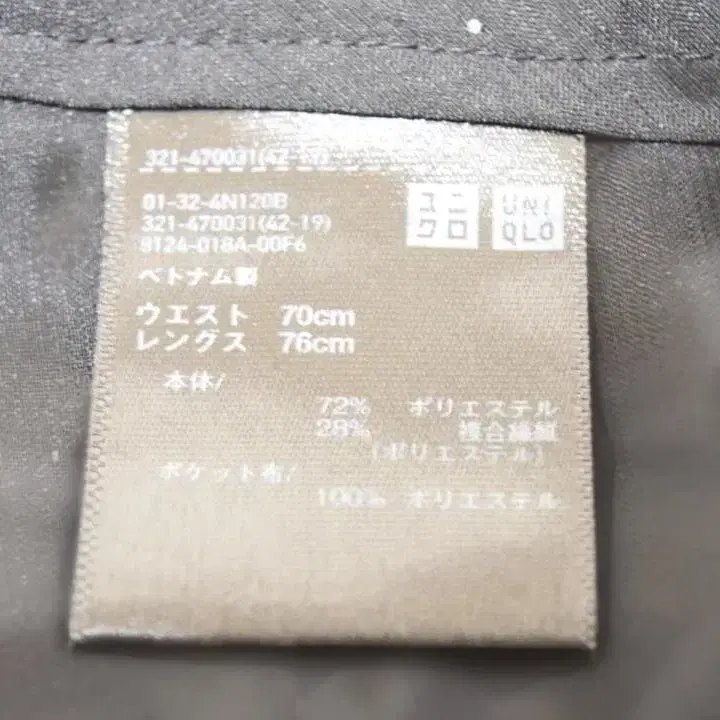 321-470031(42-19)
ユニ
クロ
UNI
QLO
01-32-4N120B
321-470031(42-19)
9124-018A-00F6
ベトナム製
ウエスト 70cm
レングス 76cm
本体/
72% ポリエステル
28% 複合繊維
(ポリエステル)
ポケット布/
100% ポリエステル